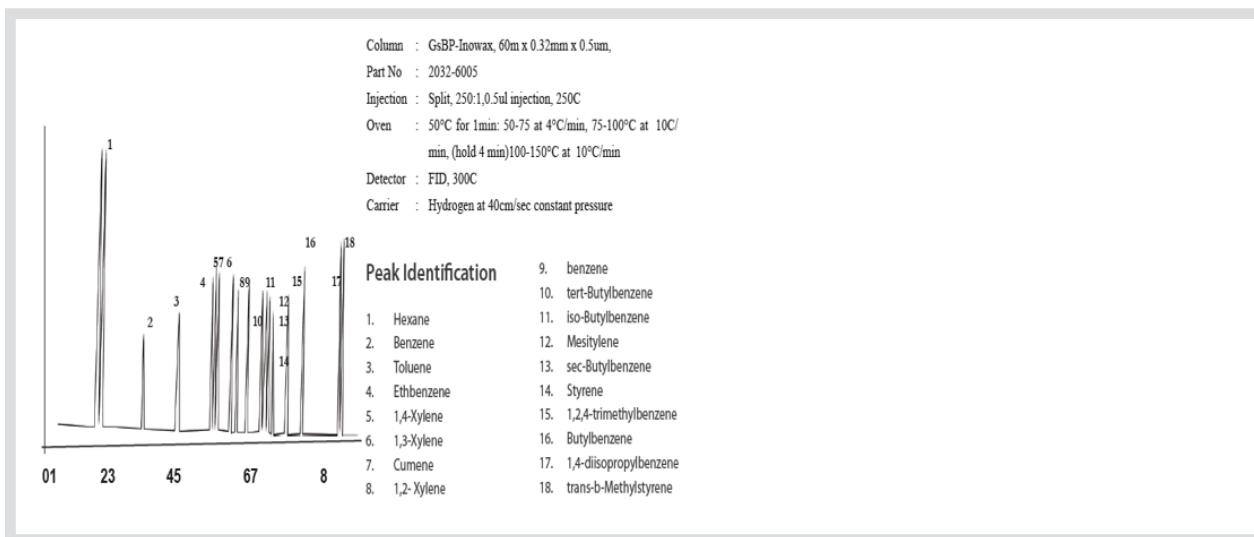 Column : GsBP-Inowax, 60m x 0.32mm x 0.5um,
Part No : 2032-6005
Injection : Split, 250:1,0.5ul injection, 250C
Oven : 50°C for 1min: 50-75 at 4°C/min, 75-100°C at 10C/
min, (hold 4 min)100-150°C at 10°C/min
Detector : FID, 300C
Carrier : Hydrogen at 40cm/sec constant pressure
1
2
3
4
57 6
89
10
11
12
13
14
15
16
17
18
01 23 45 67 8
Peak Identification
1. Hexane
2. Benzene
3. Toluene
4. Ethbenzene
5. 1,4-Xylene
6. 1,3-Xylene
7. Cumene
8. 1,2- Xylene
9. benzene
10. tert-Butylbenzene
11. iso-Butylbenzene
12. Mesitylene
13. sec-Butylbenzene
14. Styrene
15. 1,2,4-trimethylbenzene
16. Butylbenzene
17. 1,4-diisopropylbenzene
18. trans-b-Methylstyrene